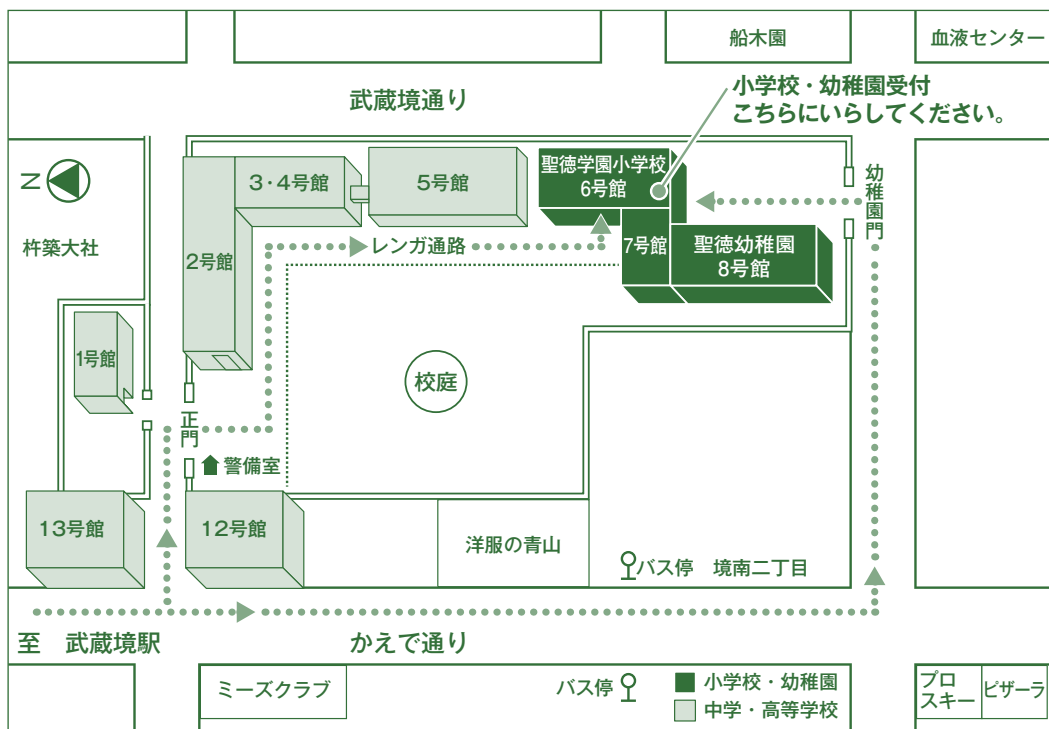 船木園
血液センター
武蔵境通り
小学校・幼稚園受付
こちらにいらしてください。
N
杵築大社
3・4号館
5号館
聖徳学園小学校
6号館
幼稚園門
2号館
レンガ通路
7号館
聖徳幼稚園
8号館
1号館
校庭
正門
警備室
13号館
12号館
洋服の青山
バス停 境南二丁目
至 武蔵境駅
かえで通り
ミーズクラブ
バス停
小学校・幼稚園
中学・高等学校
プロ
スキー
ピザーラ